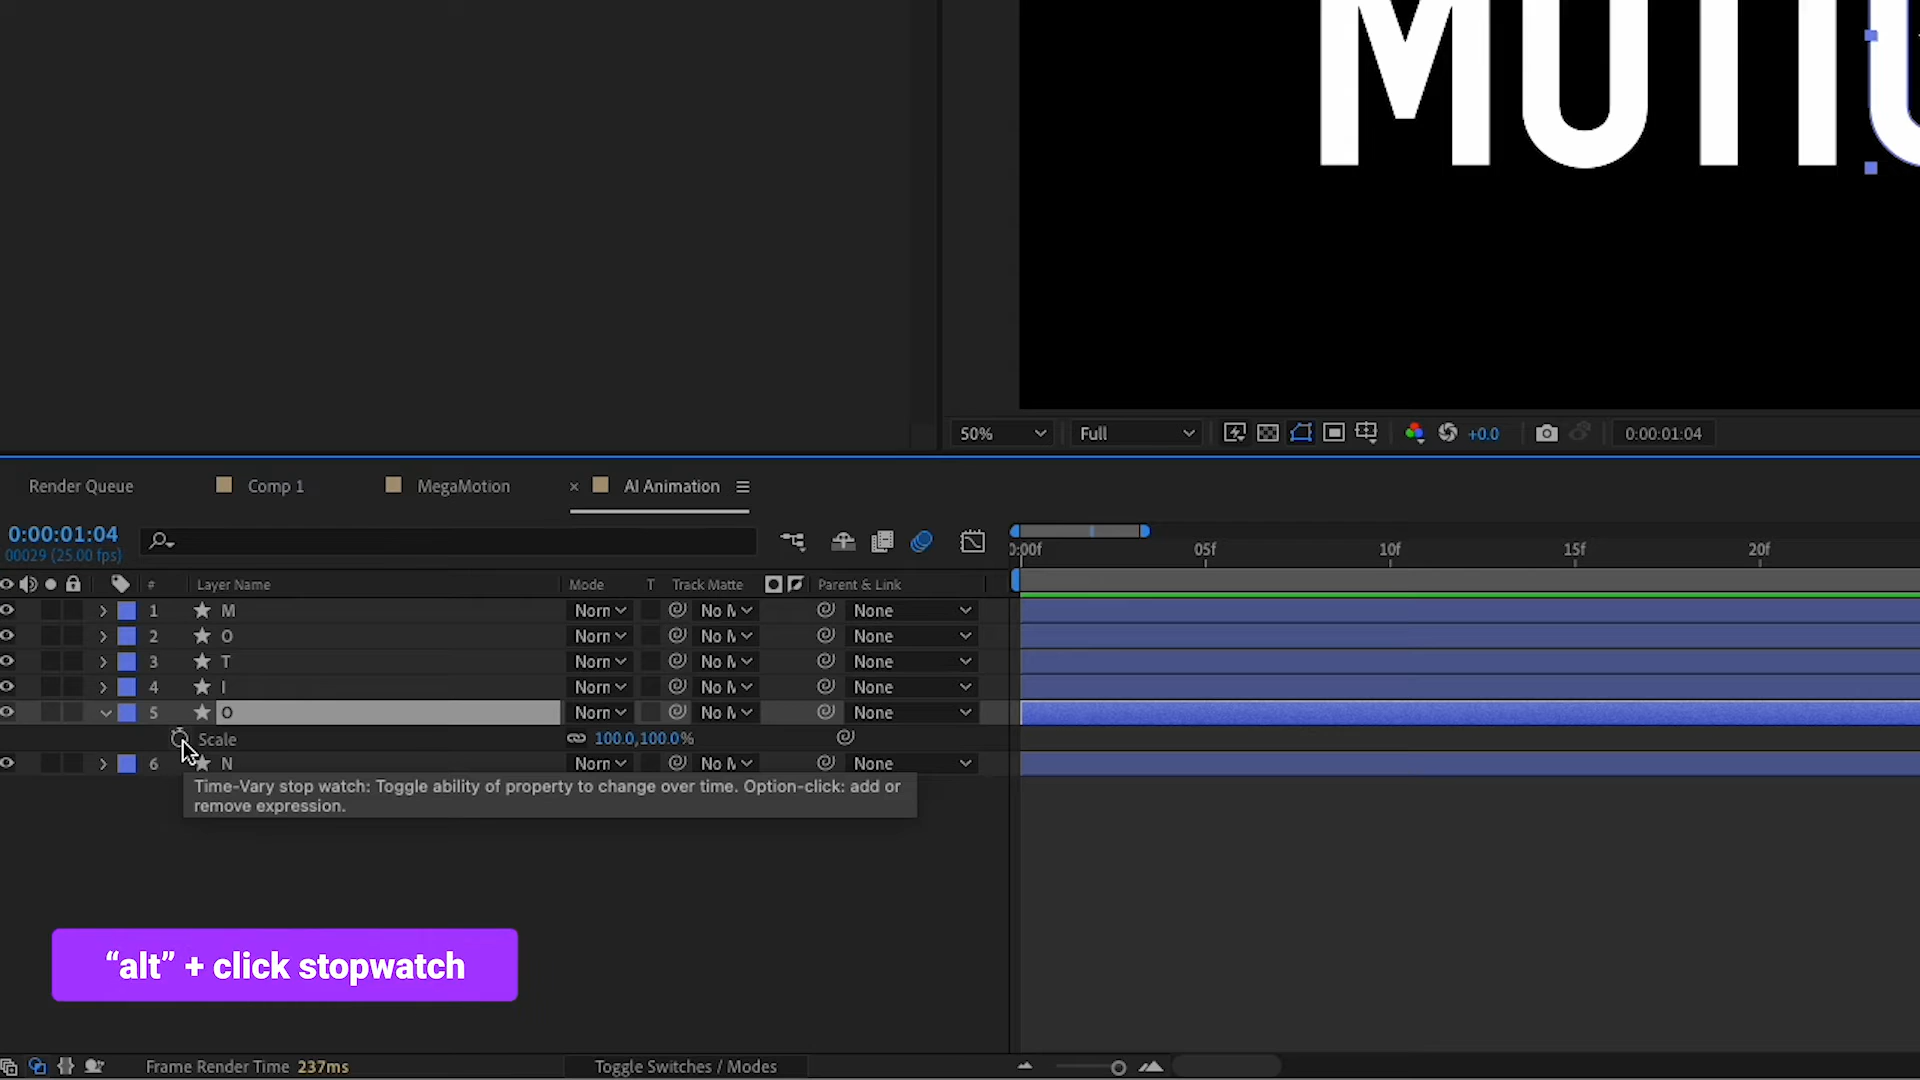 MOTIO
50%
Full
+0.0
0:00:01:04
Render Queue
Comp 1
MegaMotion
× AI Animation
0:00:01:04
00029 (25.00 fps)
0:00f 05f 10f 15f 20f
# Layer Name Mode T Track Matte Parent & Link
1 M Norn No M None
2 O Norn No M None
3 T Norn No M None
4 I Norn No M None
5 O Norn No M None
Scale 100.0,100.0%
6 N Norn No M None
Time-Vary stop watch: Toggle ability of property to change over time. Option-click: add or
remove expression.
“alt” + click stopwatch
Frame Render Time 237ms
Toggle Switches / Modes